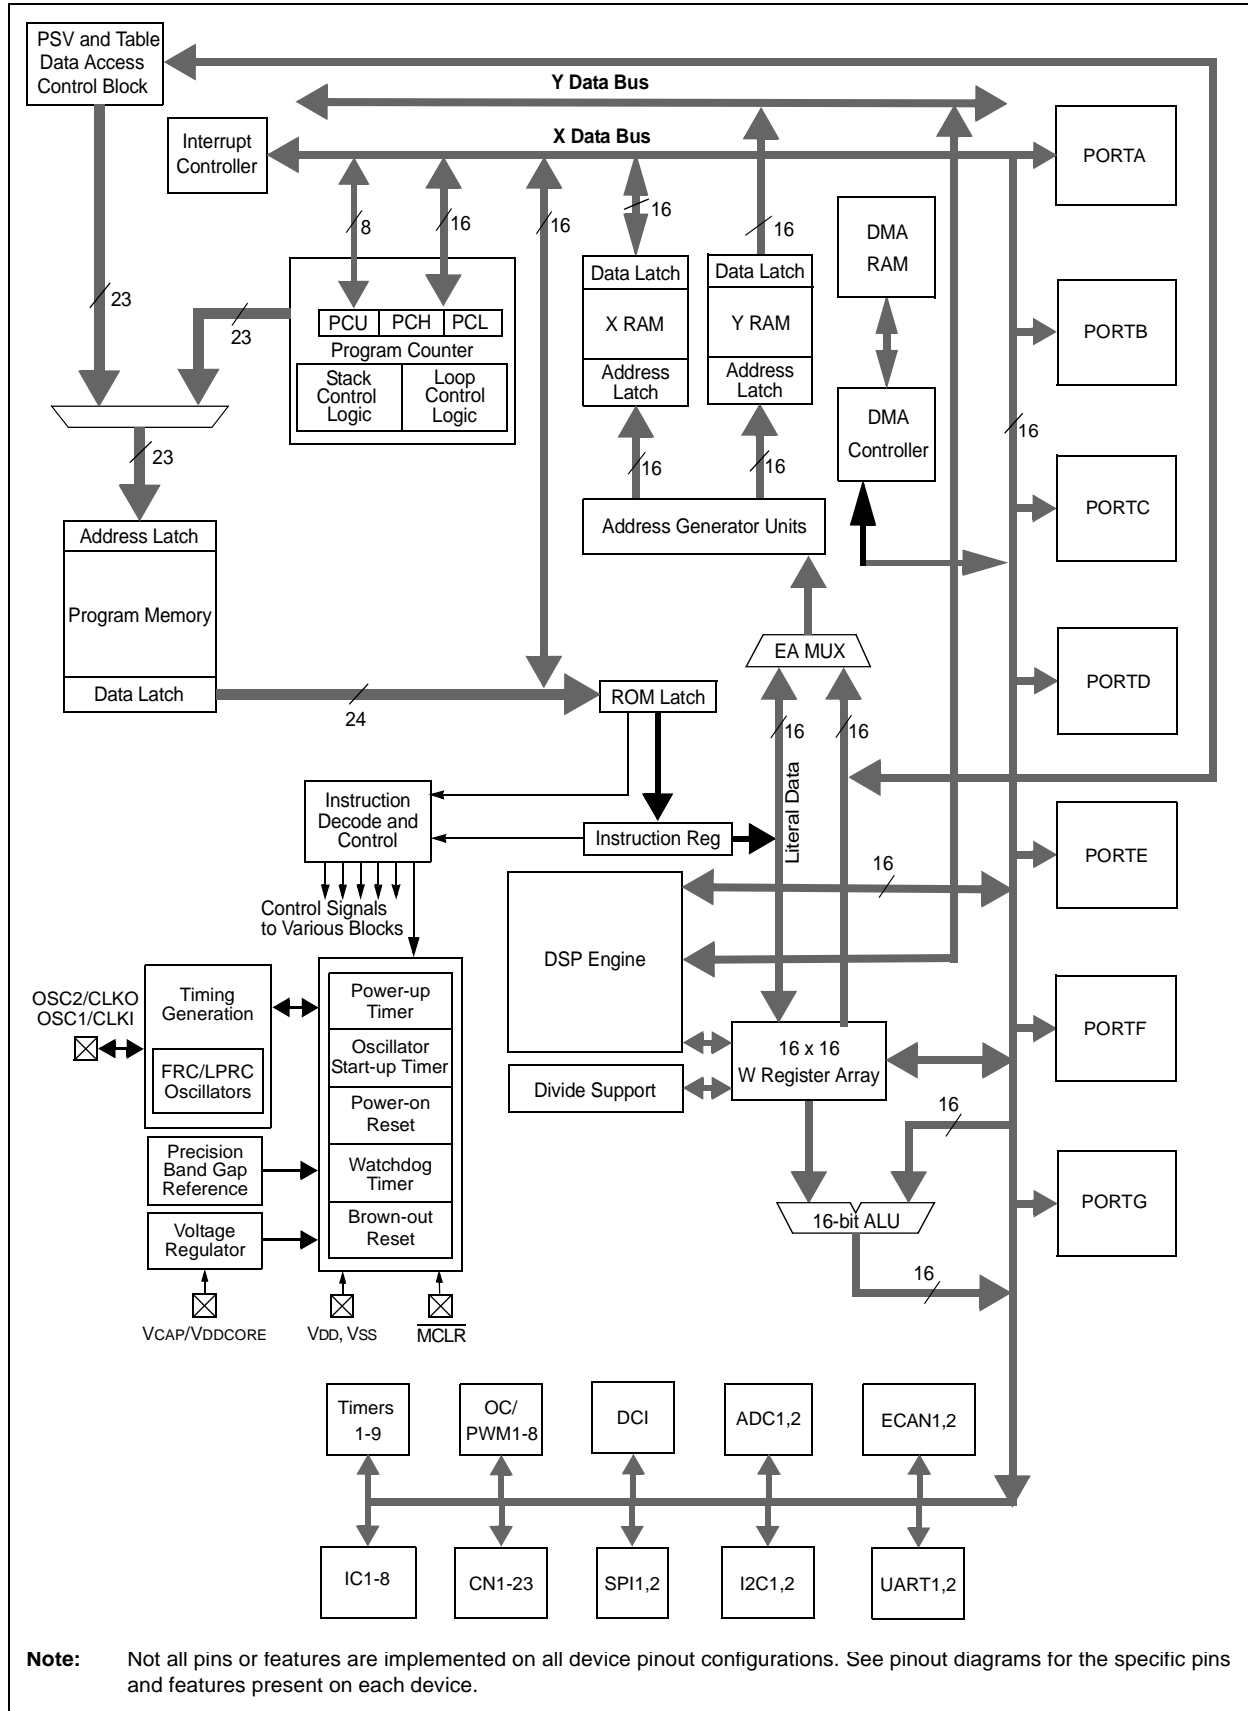 PSV and Table
Data Access
Control Block
Y Data Bus
X Data Bus
Interrupt
Controller
PORTA
8
16
16
16
16
DMA
RAM
23
23
Data Latch
X RAM
Address
Latch
Data Latch
Y RAM
Address
Latch
PCU
PCH
PCL
Program Counter
Stack
Control
Logic
Loop
Control
Logic
PORTB
DMA
Controller
16
23
16
16
Address Generator Units
PORTC
Address Latch
Program Memory
Data Latch
24
ROM Latch
EA MUX
PORTD
16
16
Literal Data
Instruction
Decode and
Control
Instruction Reg
PORTE
16
Control Signals
to Various Blocks
DSP Engine
OSC2/CLKO
OSC1/CLKI
Timing
Generation
FRC/LPRC
Oscillators
Power-up
Timer
Oscillator
Start-up Timer
Power-on
Reset
Watchdog
Timer
Brown-out
Reset
PORTF
16 x 16
W Register Array
Divide Support
16
Precision
Band Gap
Reference
Voltage
Regulator
16-bit ALU
PORTG
16
VCAP/VDDCORE
VDD, VSS
MCLR
Timers
1-9
OC/
PWM1-8
DCI
ADC1,2
ECAN1,2
IC1-8
CN1-23
SPI1,2
I2C1,2
UART1,2
Note: Not all pins or features are implemented on all device pinout configurations. See pinout diagrams for the specific pins
and features present on each device.